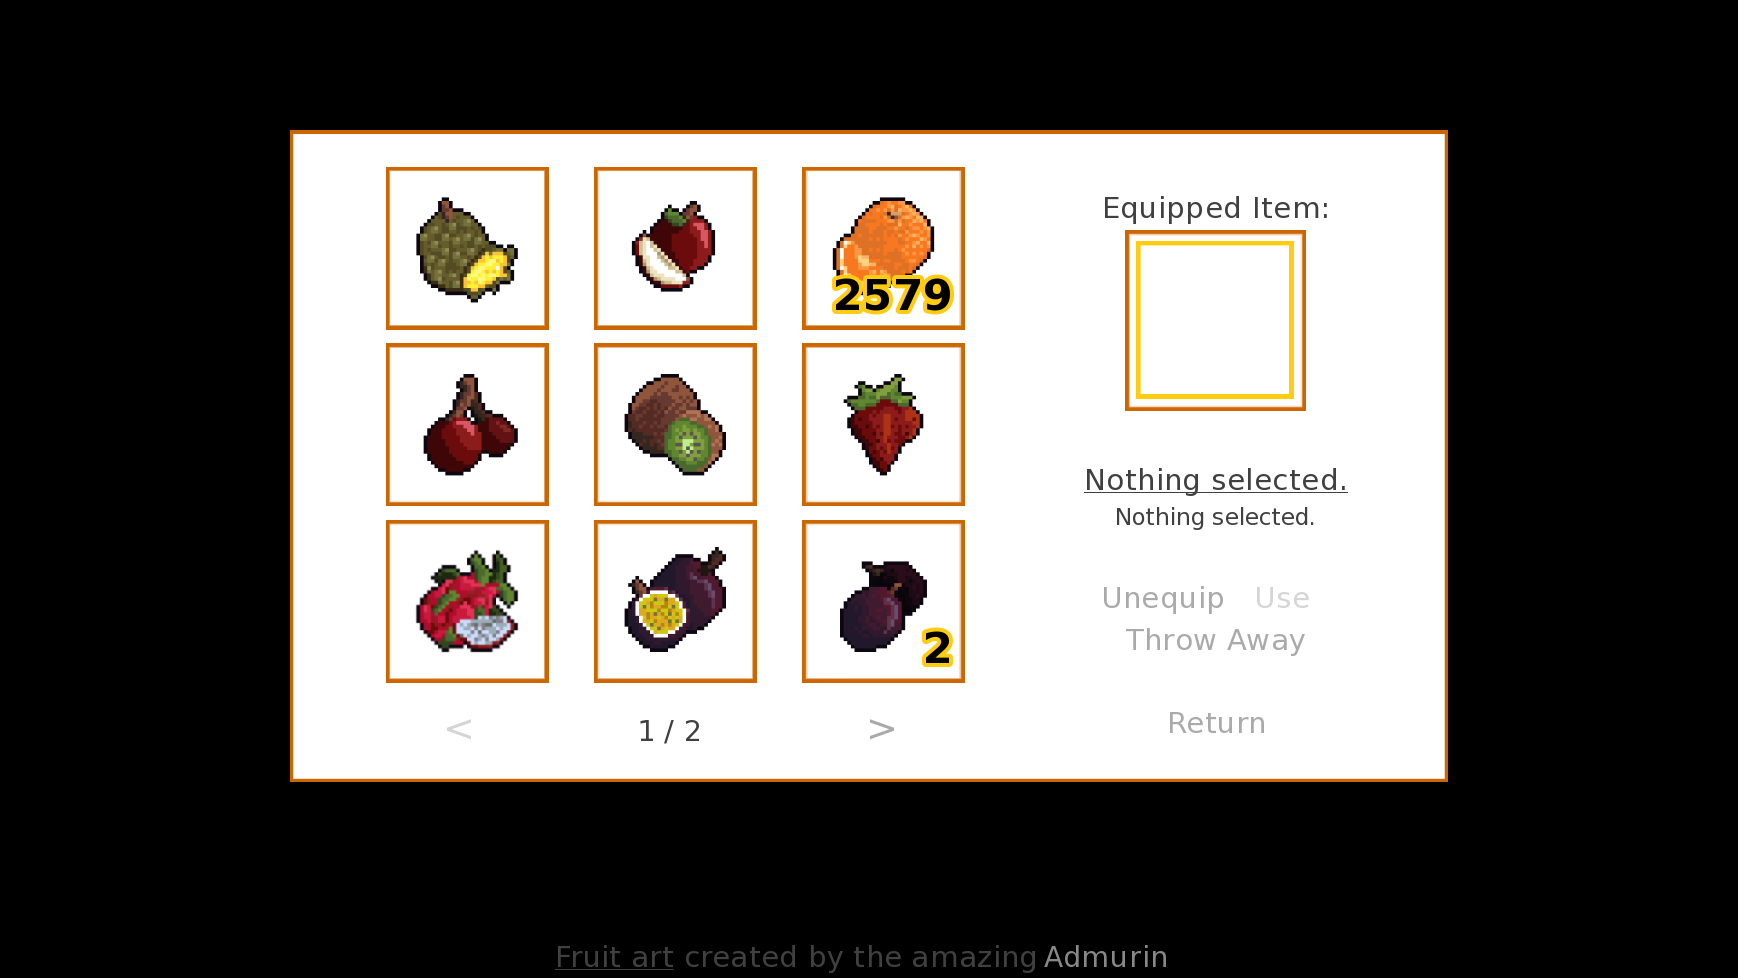 2579
2
< 1 / 2 >
Equipped Item:
Nothing selected.
Nothing selected.
Unequip Use
Throw Away
Return
Fruit art created by the amazing Admurin